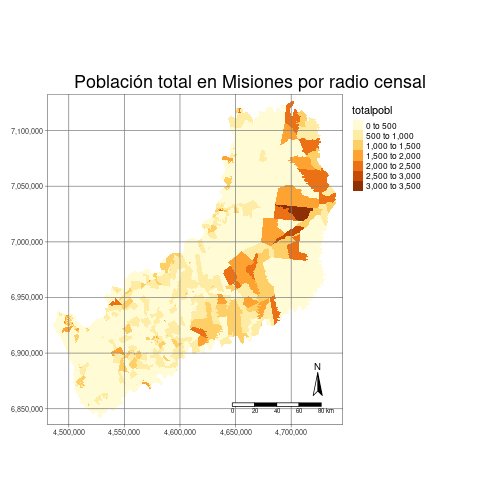 Población total en Misiones por radio censal
totalpobl
0 to 500
500 to 1,000
1,000 to 1,500
1,500 to 2,000
2,000 to 2,500
2,500 to 3,000
3,000 to 3,500
7,100,000
7,050,000
7,000,000
6,950,000
6,900,000
6,850,000
N
0 20 40 60 80 km
4,500,000 4,550,000 4,600,000 4,650,000 4,700,000